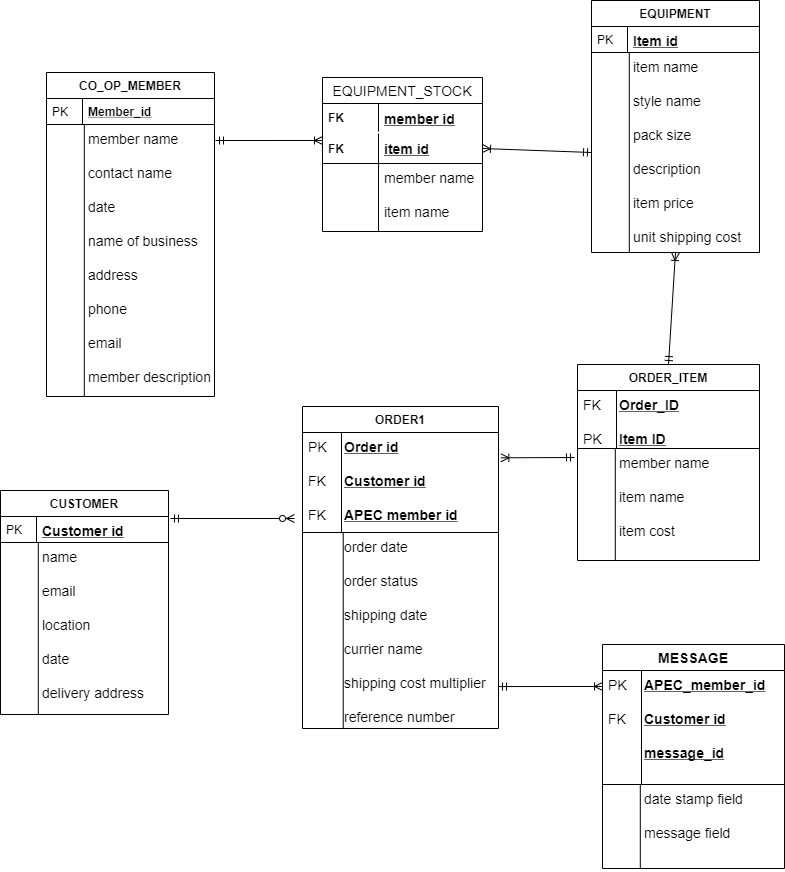 EQUIPMENT
PK Item id
item name
style name
pack size
description
item price
unit shipping cost
CO_OP_MEMBER
PK Member_id
member name
contact name
date
name of business
address
phone
email
member description
EQUIPMENT_STOCK
FK member id
FK item id
member name
item name
ORDER_ITEM
FK Order_ID
PK Item ID
member name
item name
item cost
ORDER1
PK Order id
FK Customer id
FK APEC member id
order date
order status
shipping date
currier name
shipping cost multiplier
reference number
CUSTOMER
PK Customer id
name
email
location
date
delivery address
MESSAGE
PK APEC_member_id
FK Customer id
message_id
date stamp field
message field